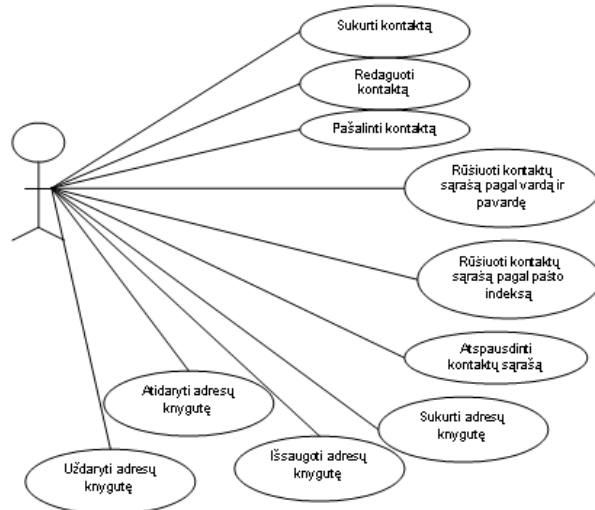 Sukurti kontaktą
Redaguoti
kontaktą
Pašalinti kontaktą
Rūšiuoti kontaktų
sąrašą pagal vardą ir
pavardę
Rūšiuoti kontaktų
sąrašą pagal pašto
indeksą
Atspausdinti
kontaktų sąrašą
Sukurti adresų
knygutę
Atidaryti adresų
knygutę
Išsaugoti adresų
knygutę
Uždaryti adresų
knygutę